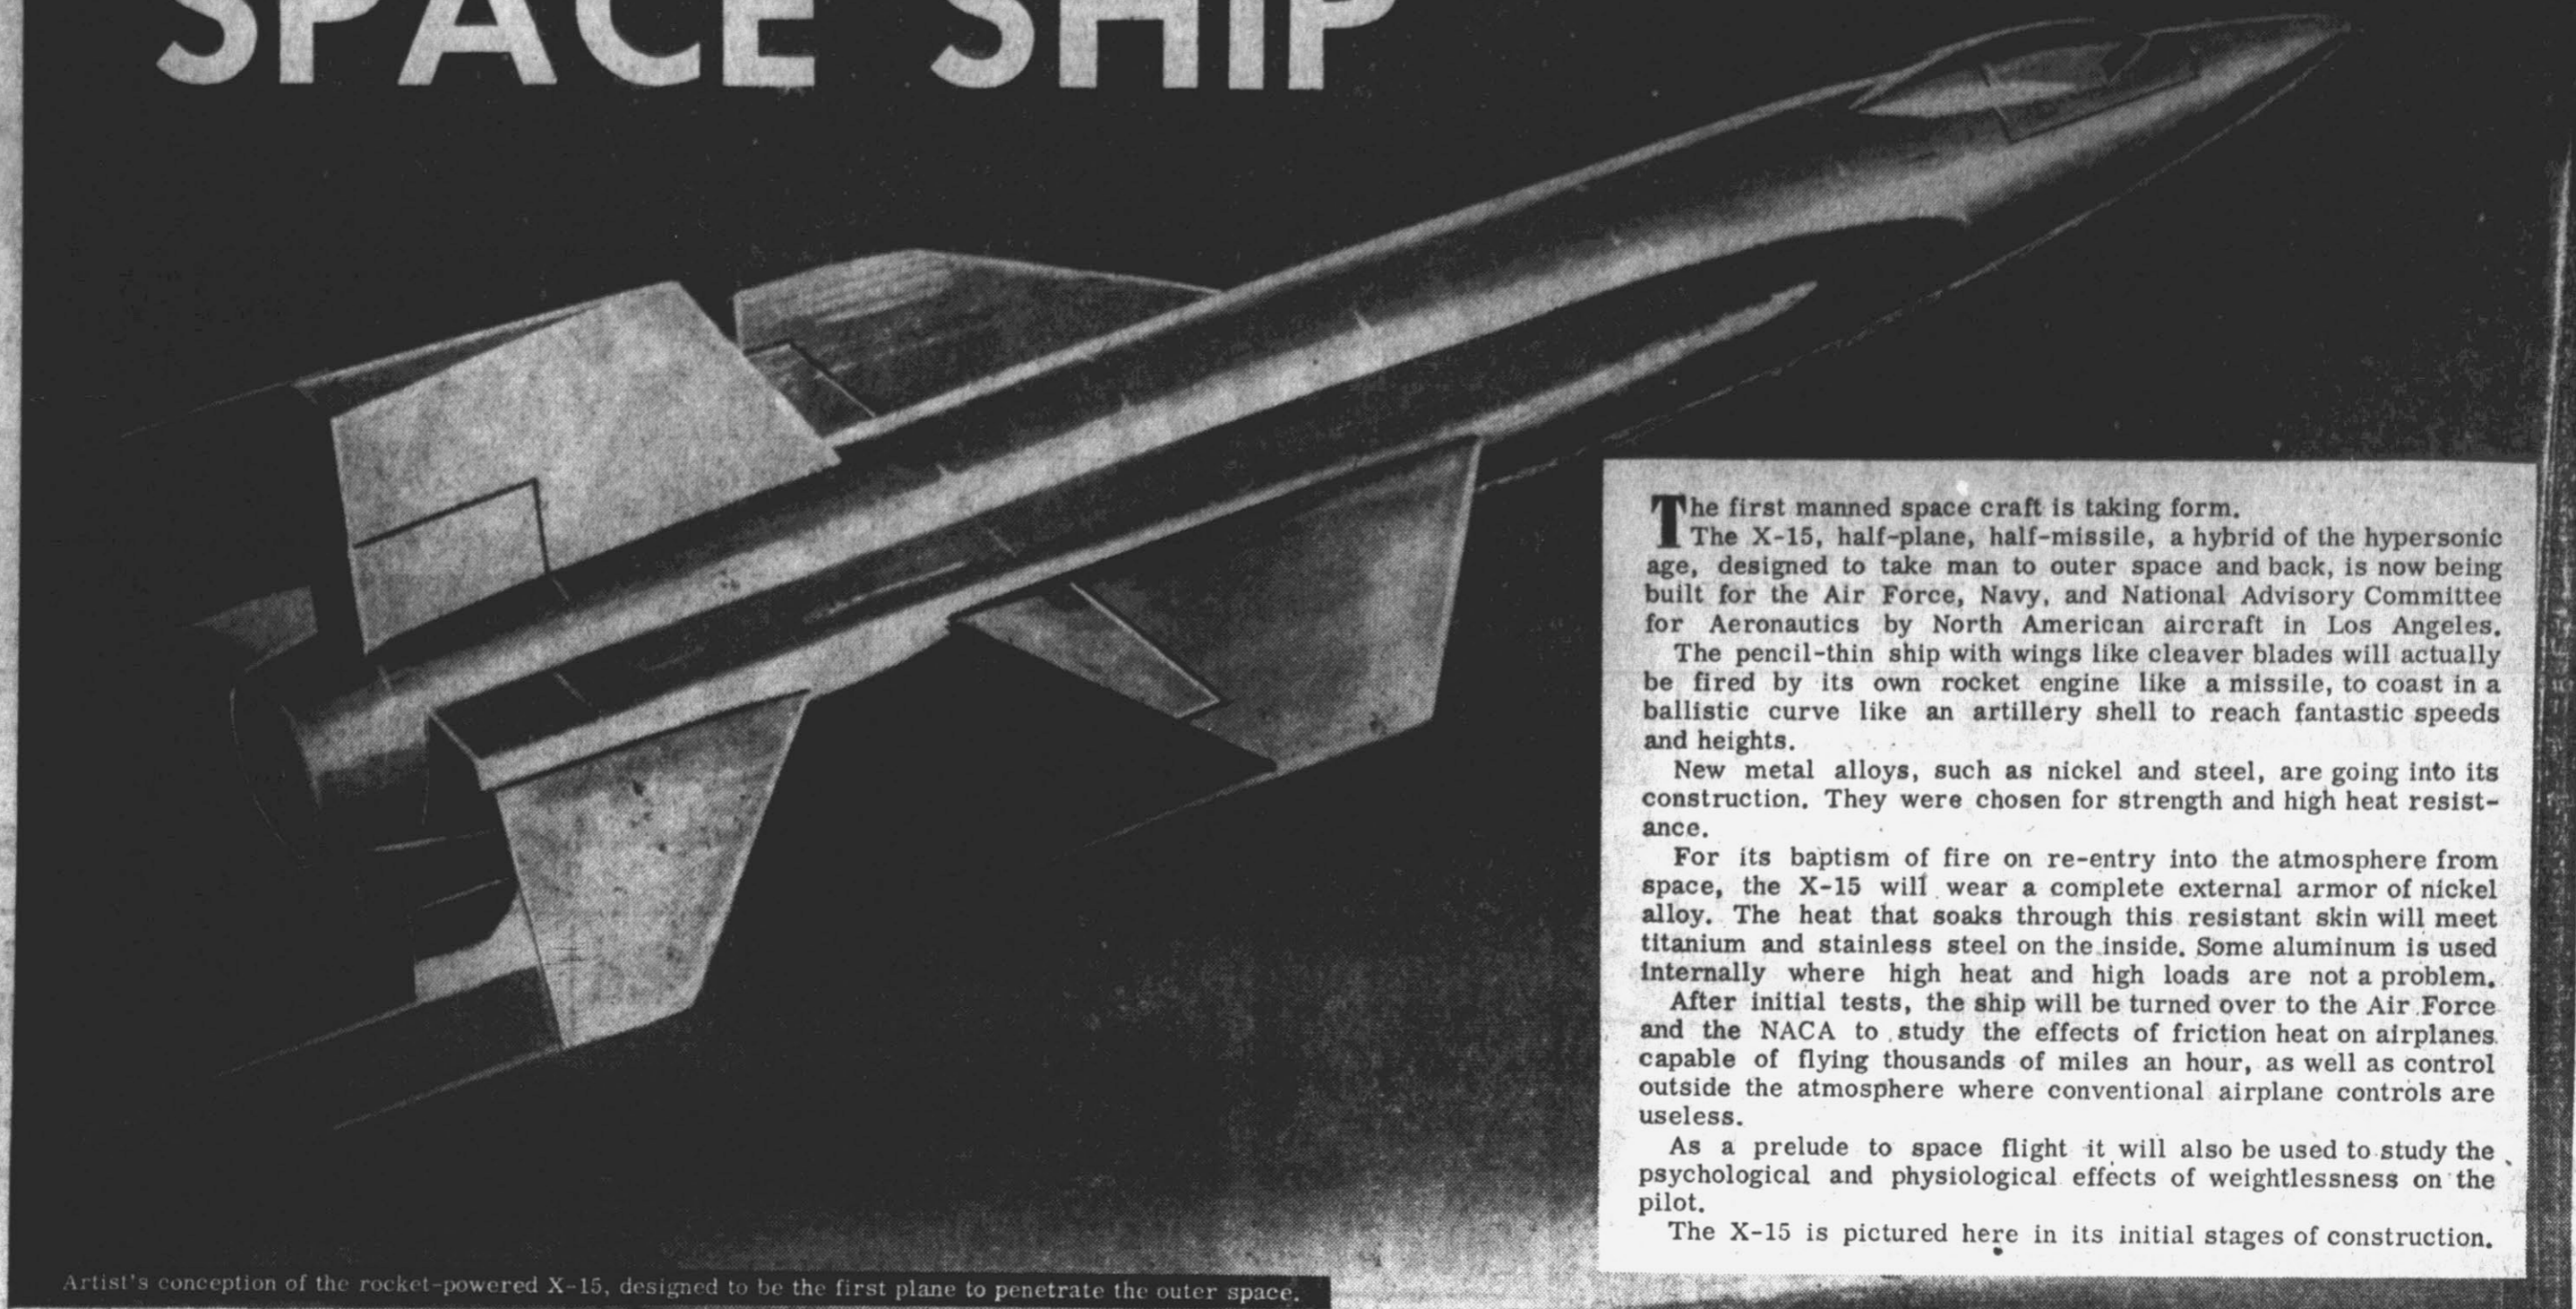 SPACE SHIP
The first manned space craft is taking form.
The X-15, half-plane, half-missile, a hybrid of the hypersonic
age, designed to take man to outer space and back, is now being
built for the Air Force, Navy, and National Advisory Committee
for Aeronautics by North American aircraft in Los Angeles.
The pencil-thin ship with wings like cleaver blades will actually
be fired by its own rocket engine like a missile, to coast in a
ballistic curve like an artillery shell to reach fantastic speeds
and heights.
New metal alloys, such as nickel and steel, are going into its
construction. They were chosen for strength and high heat resist-
ance.
For its baptism of fire on re-entry into the atmosphere from
space, the X-15 will wear a complete external armor of nickel
alloy. The heat that soaks through this resistant skin will meet
titanium and stainless steel on the inside. Some aluminum is used
internally where high heat and high loads are not a problem.
After initial tests, the ship will be turned over to the Air Force
and the NACA to study the effects of friction heat on airplanes
capable of flying thousands of miles an hour, as well as control
outside the atmosphere where conventional airplane controls are
useless.
As a prelude to space flight it will also be used to study the
psychological and physiological effects of weightlessness on the
pilot.
The X-15 is pictured here in its initial stages of construction.
Artist's conception of the rocket-powered X-15, designed to be the first plane to penetrate the outer space.